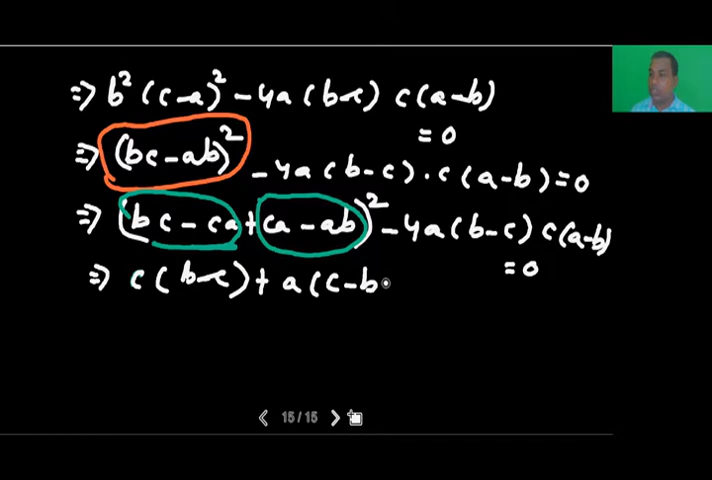 => b² (c-a)² - 4a (b-c) c(a-b)
= 0
=> (bc-ab)² - 4a (b-c) . c (a-b) = 0
=> (bc - ca + ca - ab)² - 4a (b-c) c (a-b)
= 0
=> c (b-c) + a (c-b
15/15